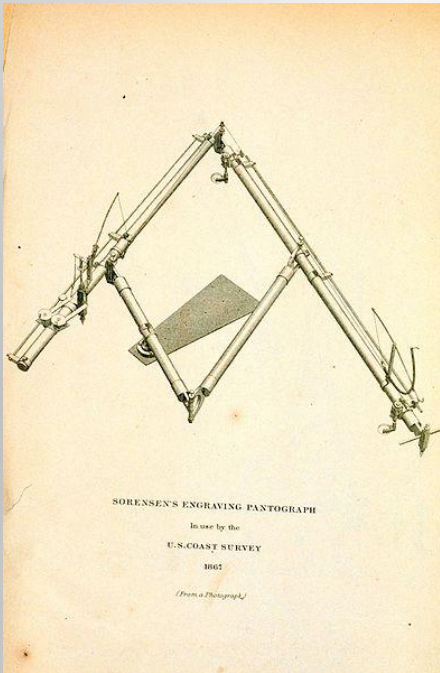 SORENSEN'S ENGRAVING PANTOGRAPH
In use by the
U.S. COAST SURVEY
1867
(From a Photograph)